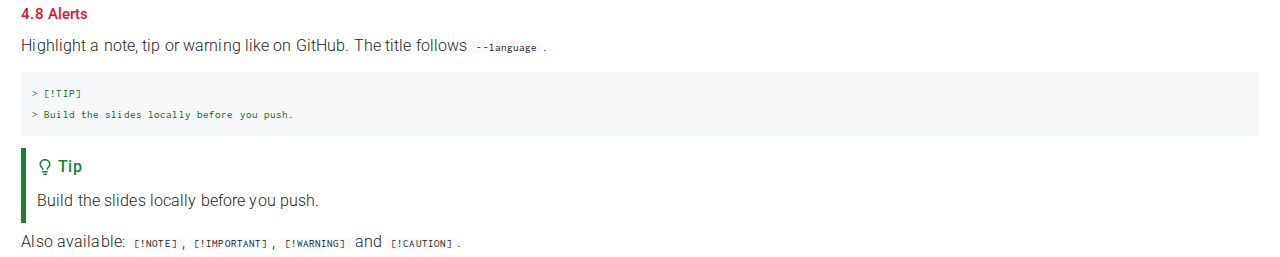 4.8 Alerts
Highlight a note, tip or warning like on GitHub. The title follows --language .
> [!TIP]
> Build the slides locally before you push.
Tip
Build the slides locally before you push.
Also available: [!NOTE] , [!IMPORTANT] , [!WARNING] and [!CAUTION] .